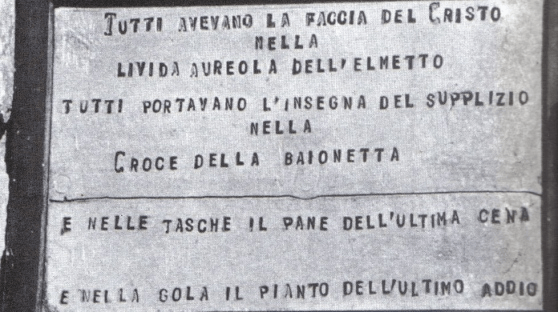 TUTTI AVEVANO LA FACCIA DEL CRISTO
NELLA
LIVIDA AUREOLA DELL'ELMETTO
TUTTI PORTAVANO L'INSEGNA DEL SUPPLIZIO
NELLA
CROCE DELLA BAIONETTA
E NELLE TASCHE IL PANE DELL'ULTIMA CENA
E NELLA GOLA IL PIANTO DELL'ULTIMO ADDIO